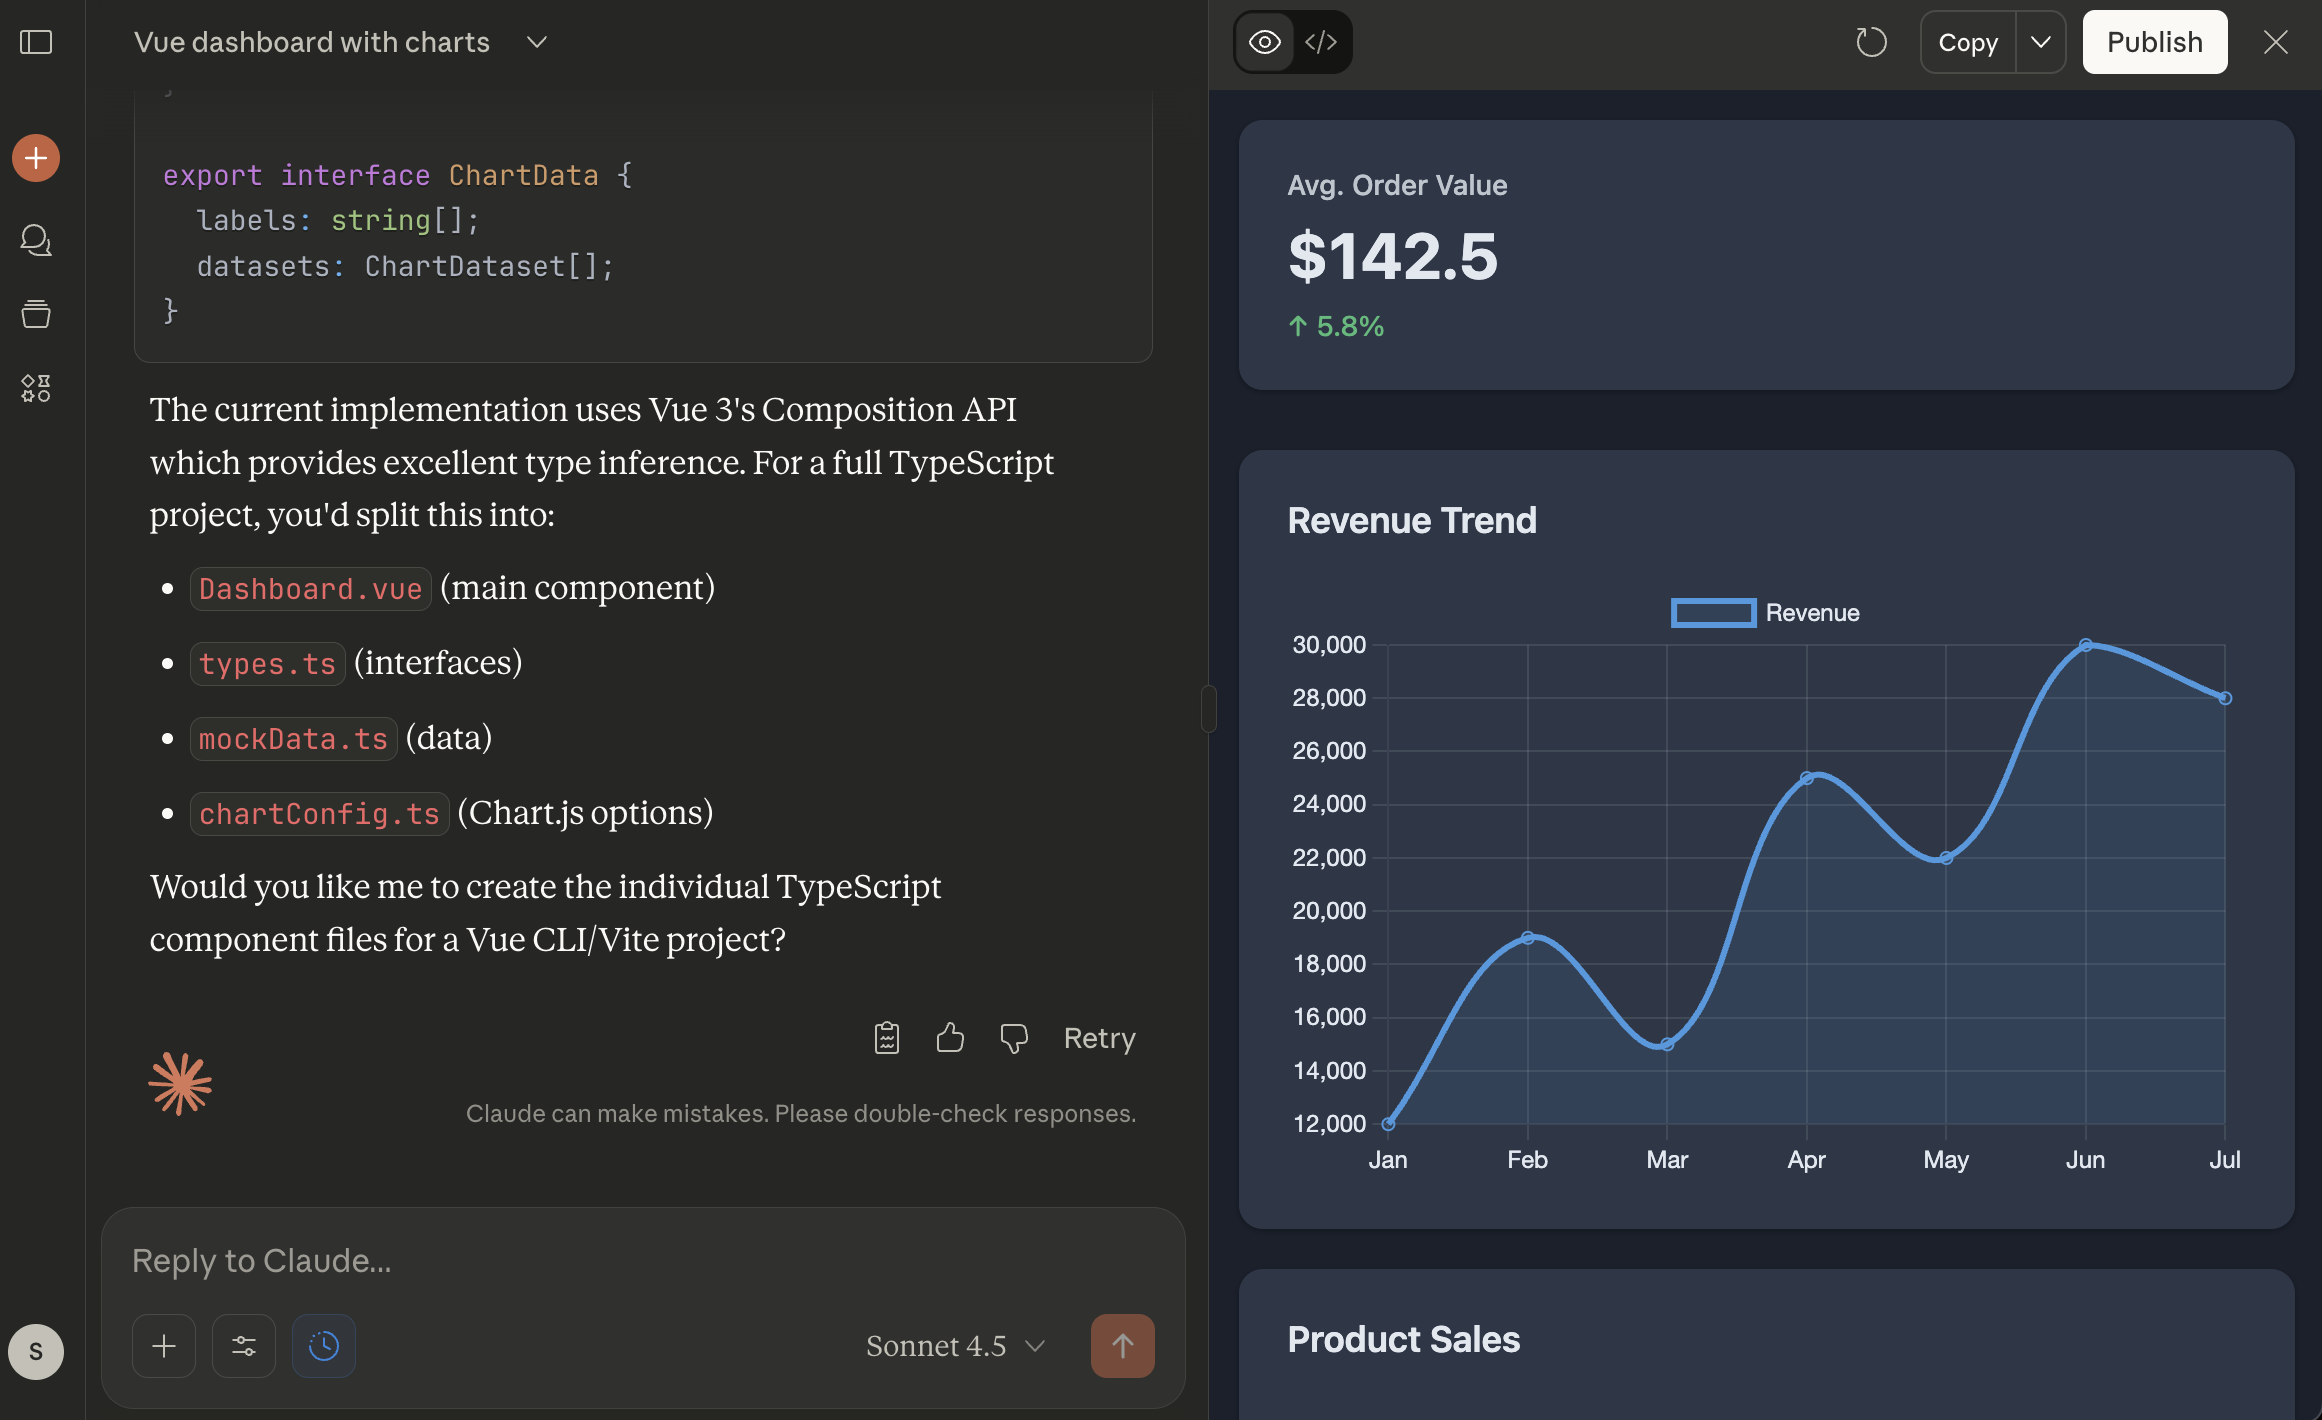 Vue dashboard with charts
}
export interface ChartData {
labels: string[];
datasets: ChartDataset[];
}
The current implementation uses Vue 3's Composition API
which provides excellent type inference. For a full TypeScript
project, you'd split this into:
Dashboard.vue (main component)
types.ts (interfaces)
mockData.ts (data)
chartConfig.ts (Chart.js options)
Would you like me to create the individual TypeScript
component files for a Vue CLI/Vite project?
Retry
Claude can make mistakes. Please double-check responses.
Reply to Claude...
Sonnet 4.5
S
Copy
Publish
Avg. Order Value
$142.5
↑ 5.8%
Revenue Trend
Revenue
30,000
28,000
26,000
24,000
22,000
20,000
18,000
16,000
14,000
12,000
Jan Feb Mar Apr May Jun Jul
Product Sales